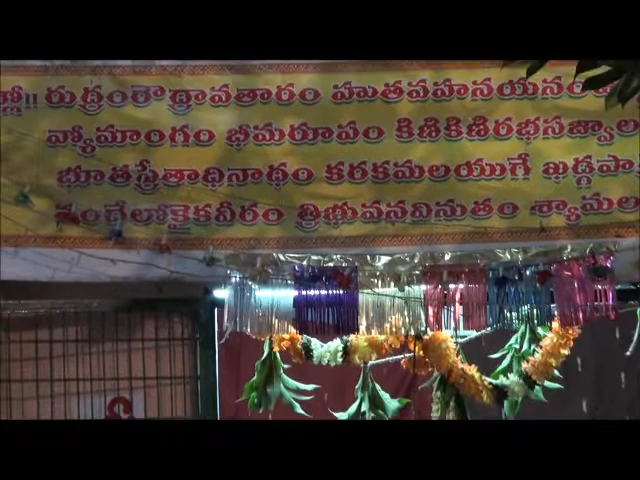 శ్లో!! రుద్రంరౌద్రావతారం హుతవహనయనం
వ్యోమాంగం భీమరూపం కిణికిణిరభసజ్వాల
భూతప్రేతాధినాథం కరకమలయుగే ఖడ్గపా
వందేలోకైకవీరం త్రిభువనవినుతం శ్యామల